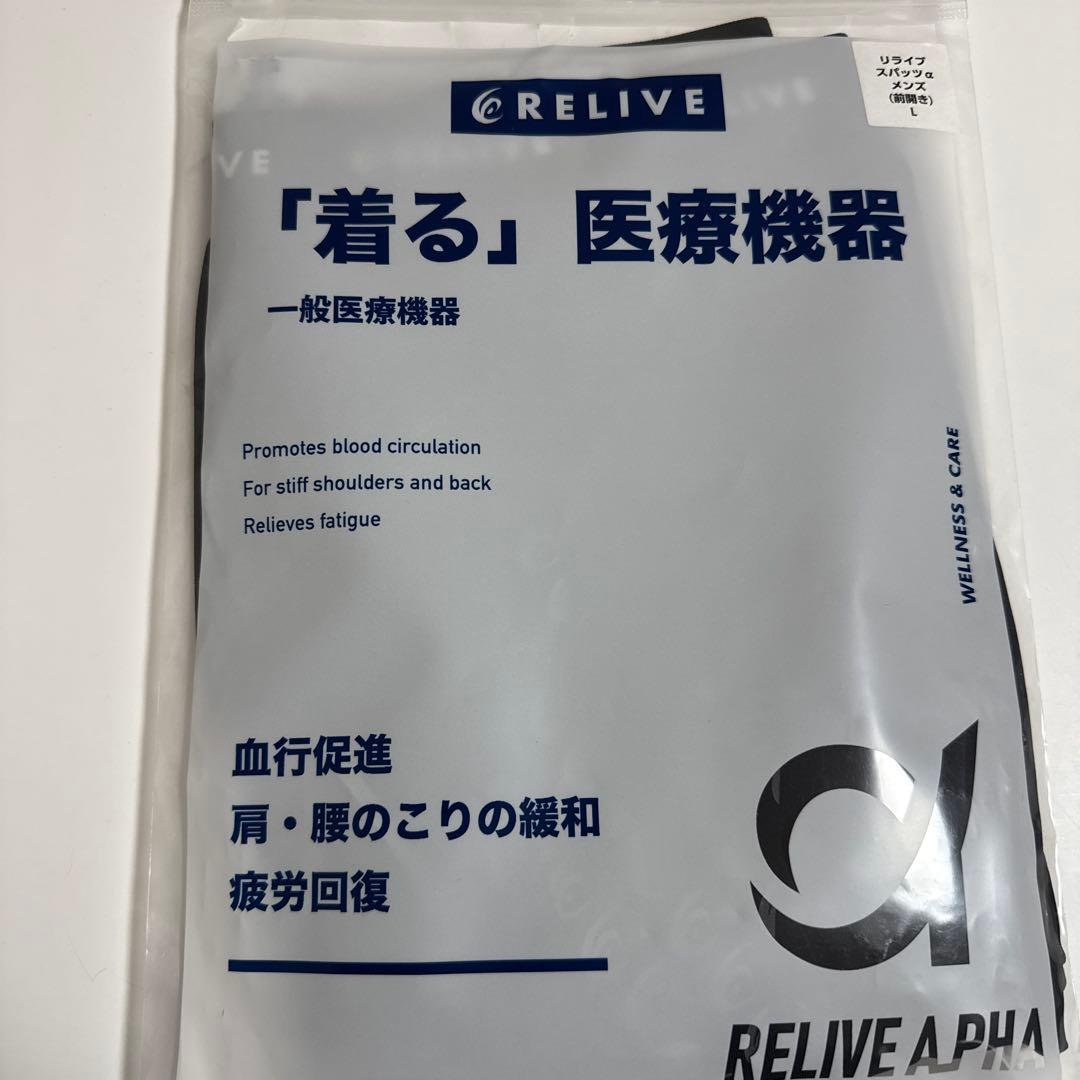 RELIVE
リライブ
スパッツα
メンズ
(前開き)
L
「着る」医療機器
一般医療機器
Promotes blood circulation
For stiff shoulders and back
Relieves fatigue
WELLNESS & CARE
血行促進
肩・腰のこりの緩和
疲労回復
α
RELIVE ALPHA